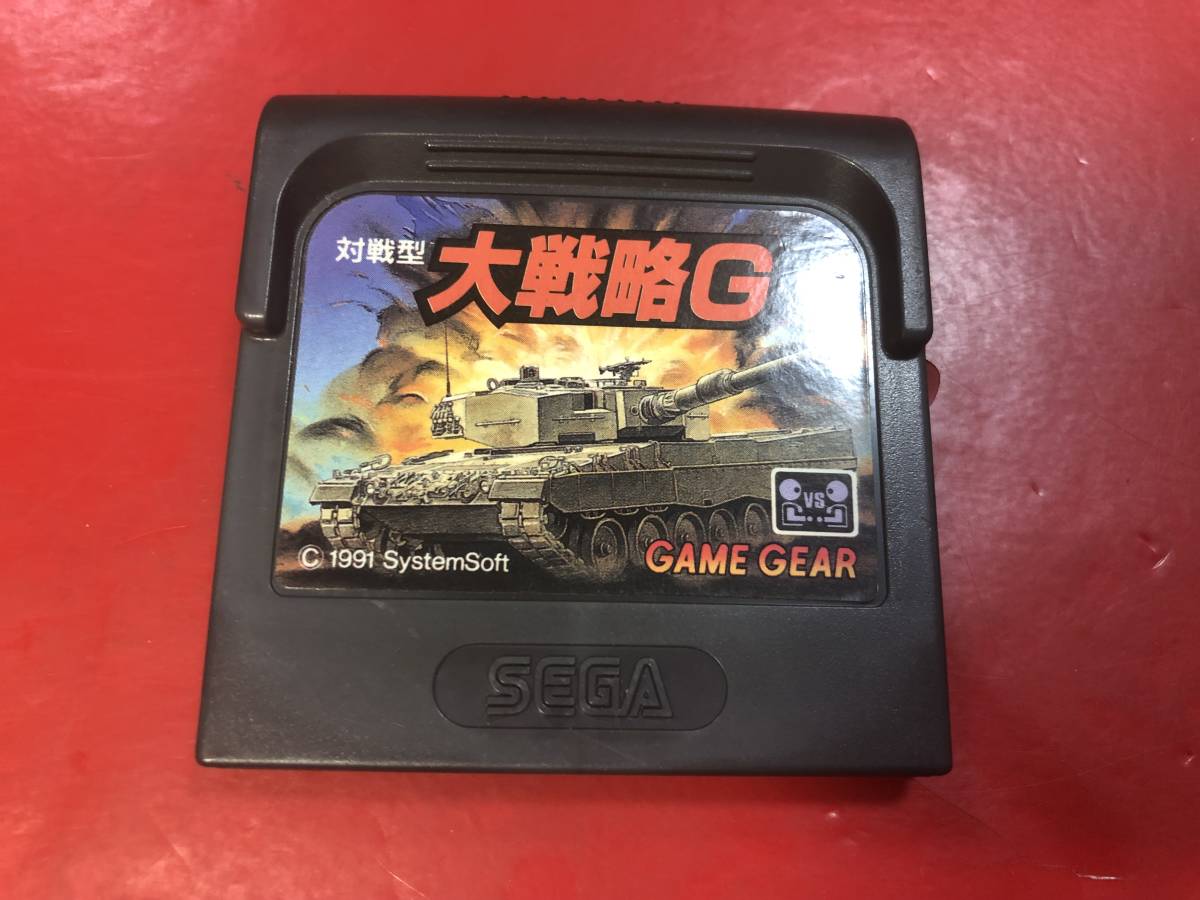 対戦型
大戦略G
VS
© 1991 SystemSoft
GAME GEAR
SEGA